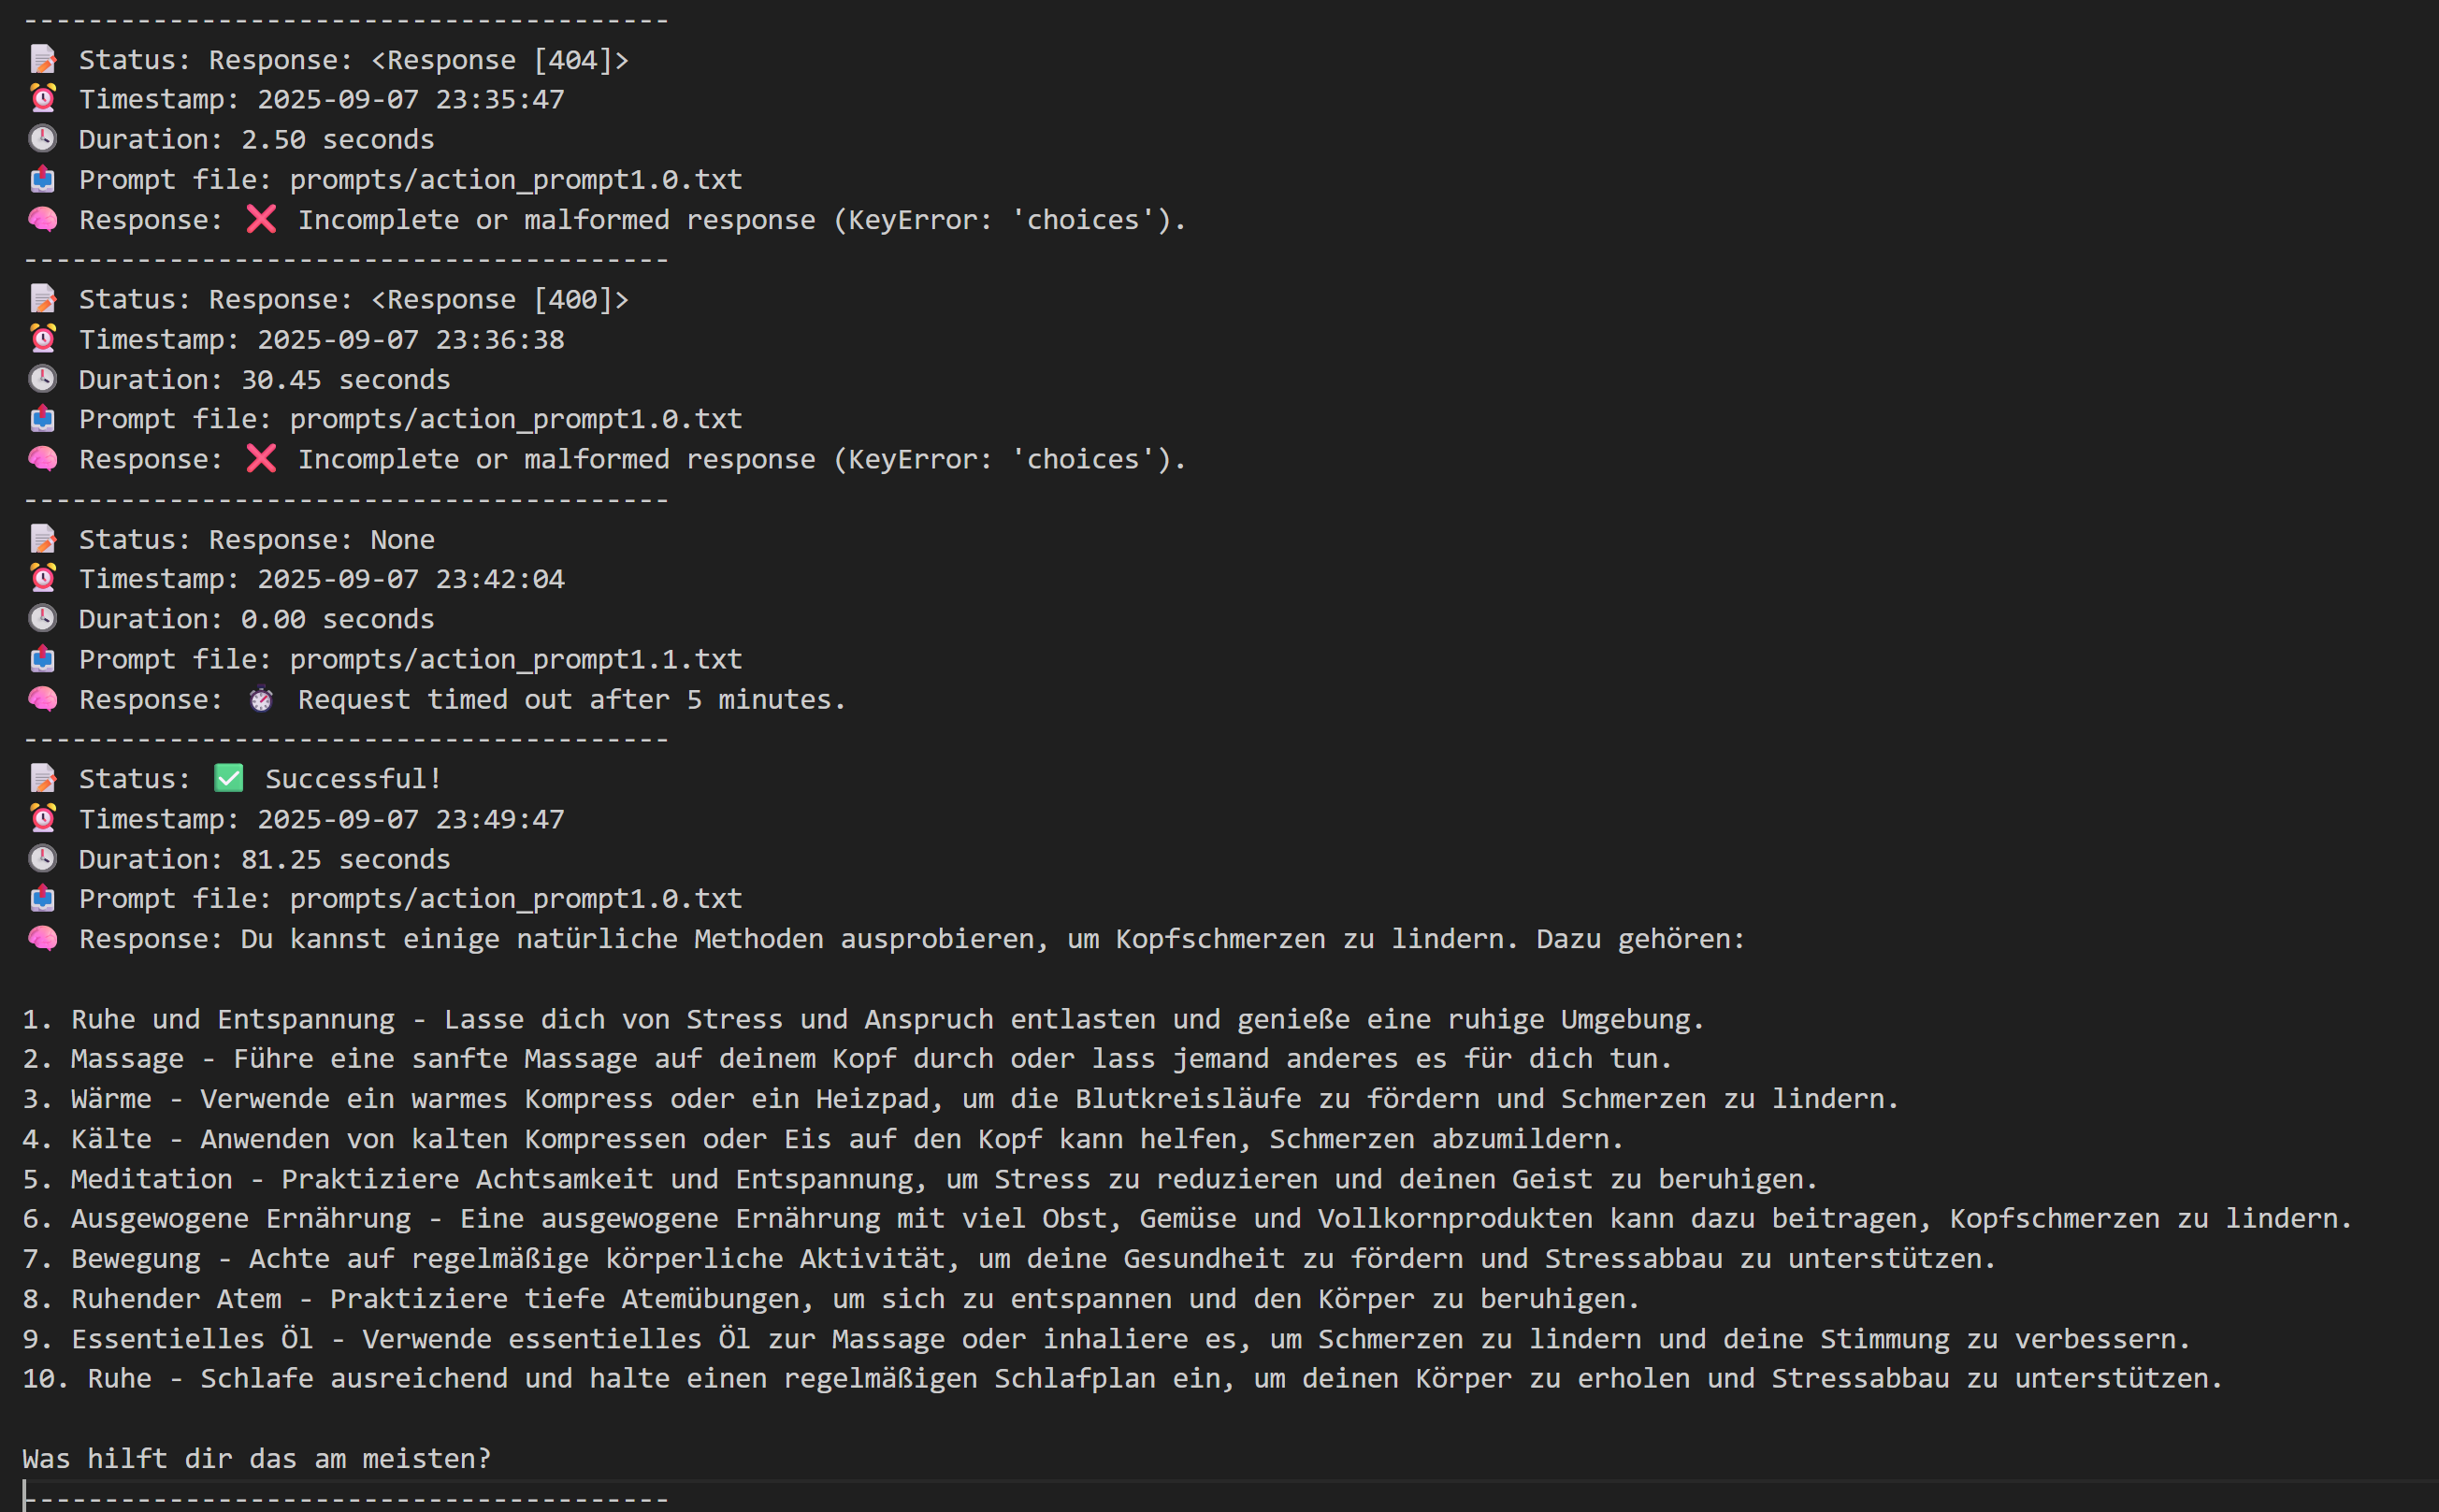 ----------------------------------------
📝 Status: Response: <Response [404]>
⏰ Timestamp: 2025-09-07 23:35:47
🕓 Duration: 2.50 seconds
📤 Prompt file: prompts/action_prompt1.0.txt
🧠 Response: ❌ Incomplete or malformed response (KeyError: 'choices').
----------------------------------------
📝 Status: Response: <Response [400]>
⏰ Timestamp: 2025-09-07 23:36:38
🕓 Duration: 30.45 seconds
📤 Prompt file: prompts/action_prompt1.0.txt
🧠 Response: ❌ Incomplete or malformed response (KeyError: 'choices').
----------------------------------------
📝 Status: Response: None
⏰ Timestamp: 2025-09-07 23:42:04
🕓 Duration: 0.00 seconds
📤 Prompt file: prompts/action_prompt1.1.txt
🧠 Response: ⏱️ Request timed out after 5 minutes.
----------------------------------------
📝 Status: ✅ Successful!
⏰ Timestamp: 2025-09-07 23:49:47
🕓 Duration: 81.25 seconds
📤 Prompt file: prompts/action_prompt1.0.txt
🧠 Response: Du kannst einige natürliche Methoden ausprobieren, um Kopfschmerzen zu lindern. Dazu gehören:
1. Ruhe und Entspannung - Lasse dich von Stress und Anspruch entlasten und genieße eine ruhige Umgebung.
2. Massage - Führe eine sanfte Massage auf deinem Kopf durch oder lass jemand anderes es für dich tun.
3. Wärme - Verwende ein warmes Kompress oder ein Heizpad, um die Blutkreisläufe zu fördern und Schmerzen zu lindern.
4. Kälte - Anwenden von kalten Kompressen oder Eis auf den Kopf kann helfen, Schmerzen abzumildern.
5. Meditation - Praktiziere Achtsamkeit und Entspannung, um Stress zu reduzieren und deinen Geist zu beruhigen.
6. Ausgewogene Ernährung - Eine ausgewogene Ernährung mit viel Obst, Gemüse und Vollkornprodukten kann dazu beitragen, Kopfschmerzen zu lindern.
7. Bewegung - Achte auf regelmäßige körperliche Aktivität, um deine Gesundheit zu fördern und Stressabbau zu unterstützen.
8. Ruhender Atem - Praktiziere tiefe Atemübungen, um sich zu entspannen und den Körper zu beruhigen.
9. Essentielles Öl - Verwende essentielles Öl zur Massage oder inhaliere es, um Schmerzen zu lindern und deine Stimmung zu verbessern.
10. Ruhe - Schlafe ausreichend und halte einen regelmäßigen Schlafplan ein, um deinen Körper zu erholen und Stressabbau zu unterstützen.
Was hilft dir das am meisten?
----------------------------------------